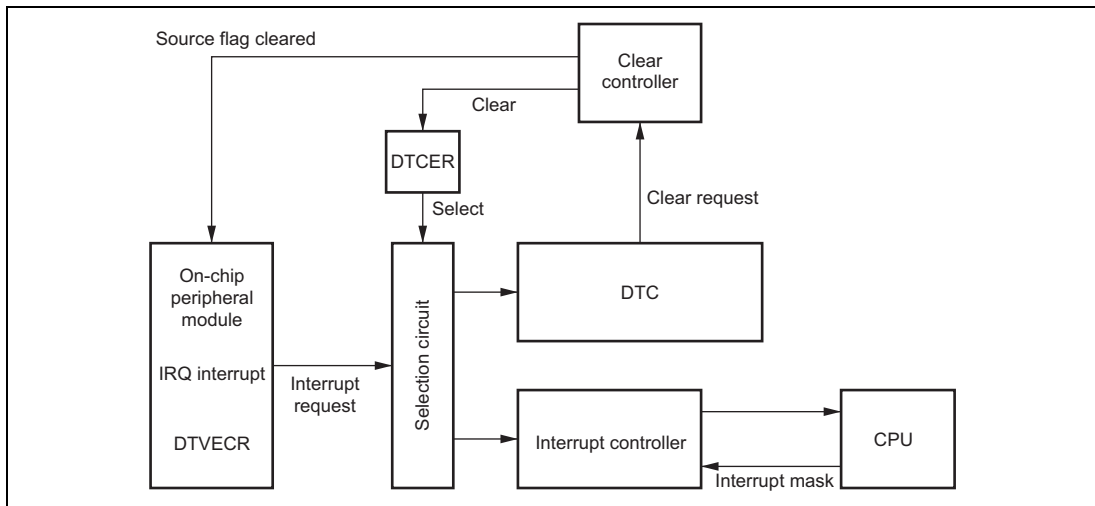 Source flag cleared
Clear
controller
Clear
DTCER
Select
Clear request
On-chip
peripheral
module
IRQ interrupt
DTVECR
Interrupt
request
Selection circuit
DTC
Interrupt controller
CPU
Interrupt mask